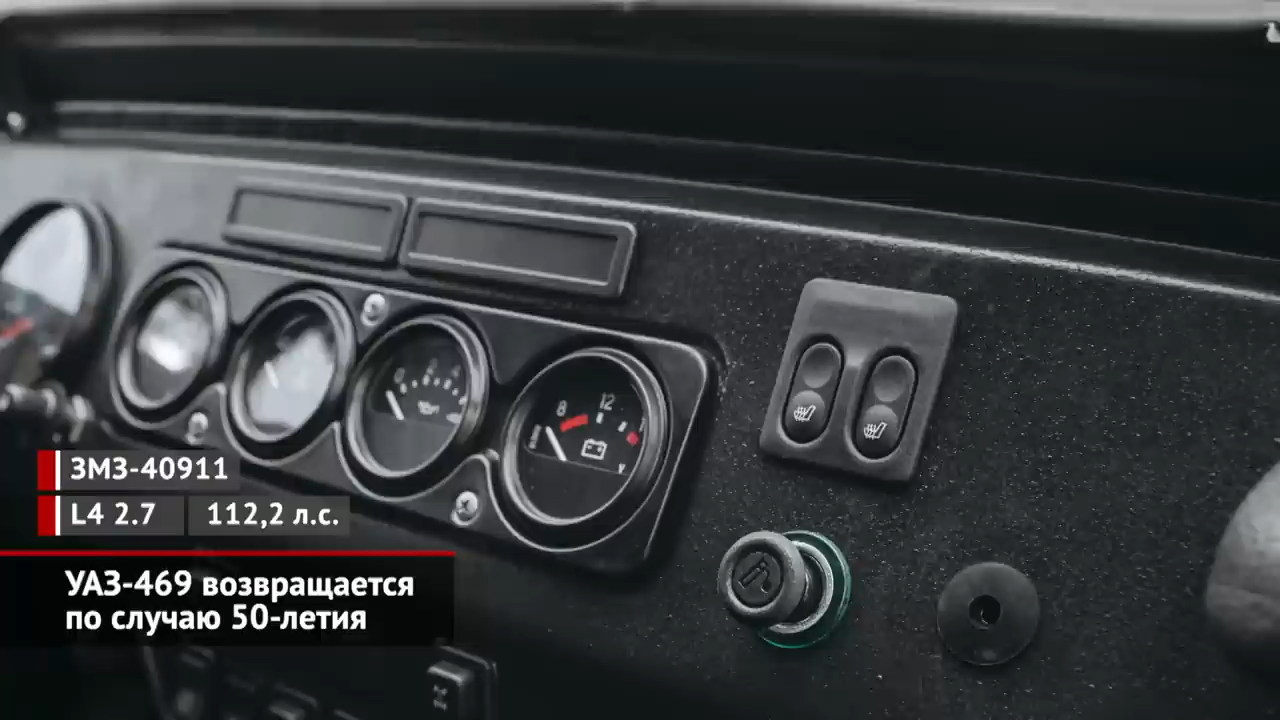 8
12
V
ЗМЗ-40911
L4 2.7
112,2 л.с.
УАЗ-469 возвращается
по случаю 50-летия